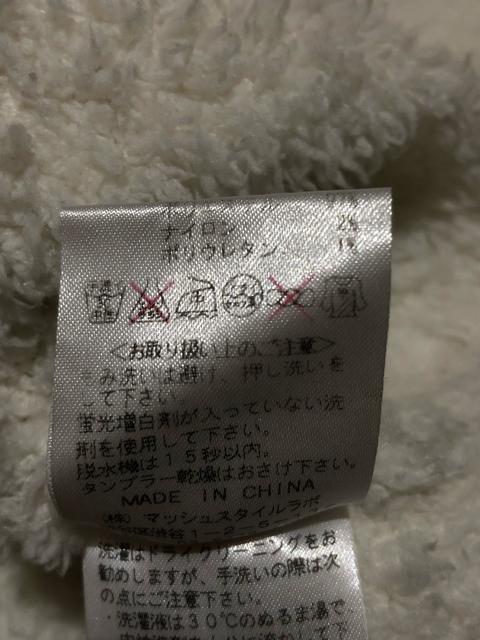 ナイロン 2%
ポリウレタン 1%
<お取り扱い上のご注意>
もみ洗いは避け、押し洗いを
して下さい。
蛍光増白剤が入っていない洗
剤を使用して下さい。
脱水機は15秒以内。
タンブラー乾燥はおさけ下さい。
MADE IN CHINA
(株) マッシュスタイルラボ
洗濯はドライクリーニングをお
勧めしますが、手洗いの際は次
の点にご注意下さい。
・洗濯液は30℃のぬるま湯で